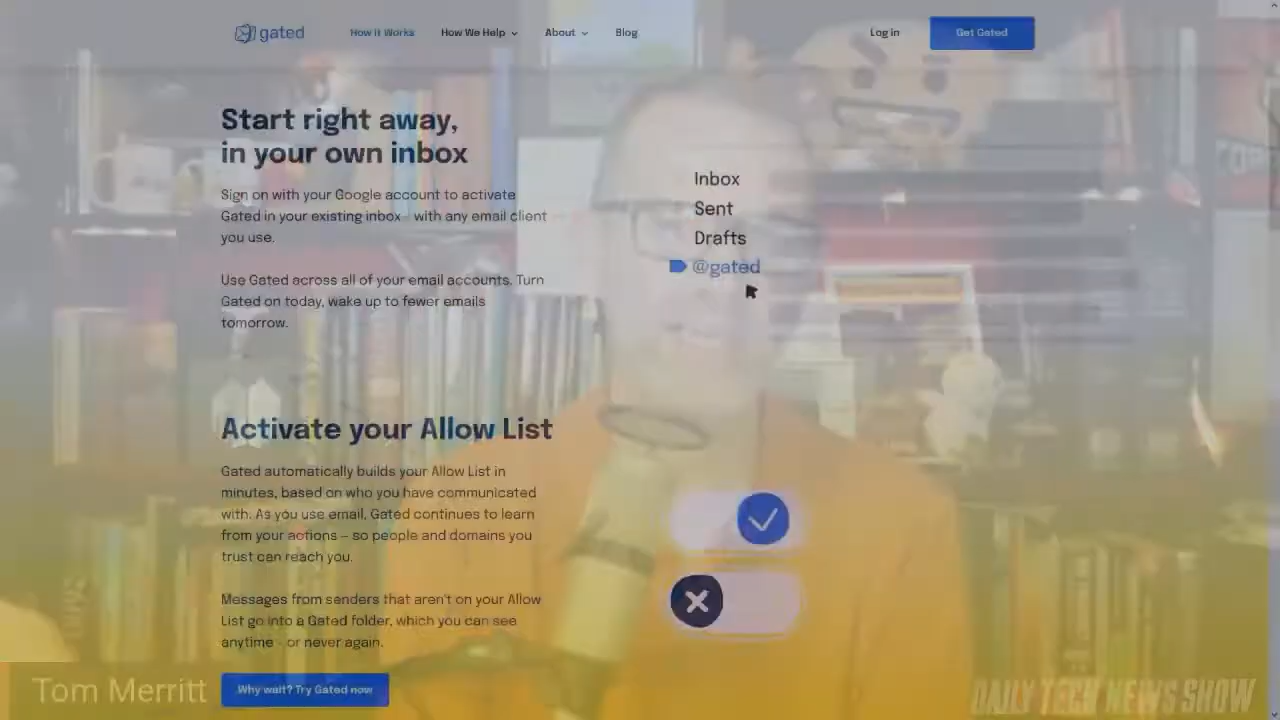 gated
How It Works
How We Help
About
Blog
Log in
Get Gated
Start right away,
in your own inbox
Sign on with your Google account to activate
Gated in your existing inbox – with any email client
you use.
Use Gated across all of your email accounts. Turn
Gated on today, wake up to fewer emails
tomorrow.
Inbox
Sent
Drafts
@gated
Activate your Allow List
Gated automatically builds your Allow List in
minutes, based on who you have communicated
with. As you use email, Gated continues to learn
from your actions – so people and domains you
trust can reach you.
Messages from senders that aren't on your Allow
List go into a Gated folder, which you can see
anytime – or never again.
Why wait? Try Gated now
Tom Merritt
DAILY TECH NEWS SHOW